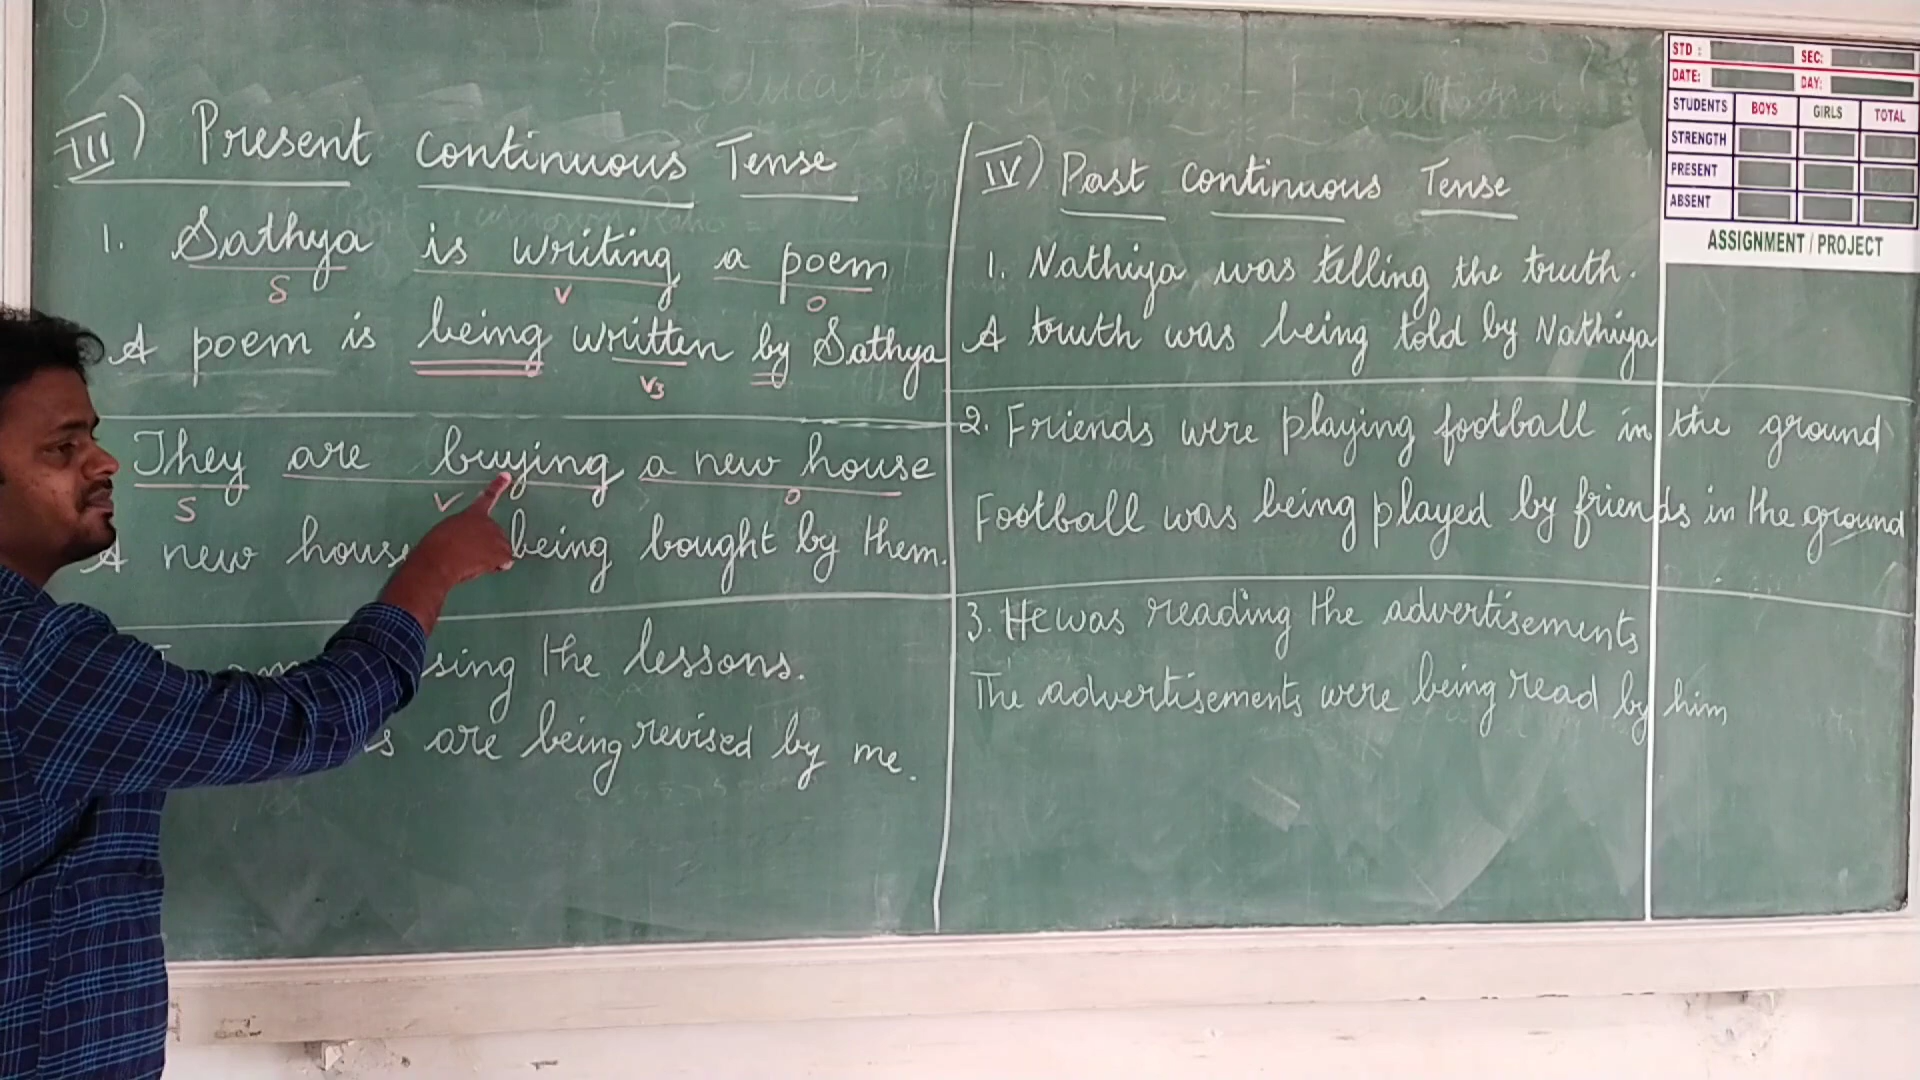 Education - Discipline - Exaltation
III) Present Continuous Tense
1. Sathya is writing a poem
S V O
A poem is being written by Sathya
V3
They are buying a new house
S V O
A new house being bought by them.
sing the lessons.
s are being revised by me.
IV) Past Continuous Tense
1. Nathiya was telling the truth.
A truth was being told by Nathiya
2. Friends were playing football in the ground
Football was being played by friends in the ground
3. He was reading the advertisements
The advertisements were being read by him
STD : SEC:
DATE: DAY:
STUDENTS BOYS GIRLS TOTAL
STRENGTH
PRESENT
ABSENT
ASSIGNMENT / PROJECT